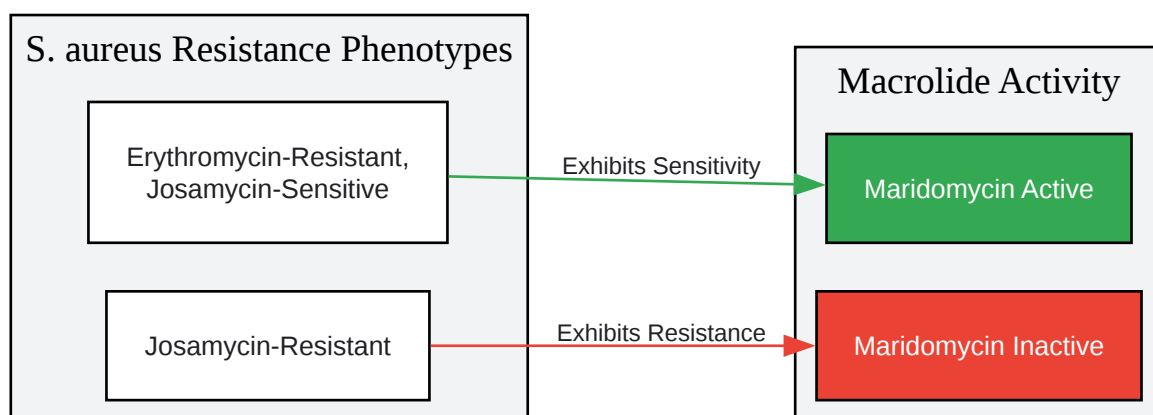 S. aureus Resistance Phenotypes
Macrolide Activity
Erythromycin-Resistant,
Josamycin-Sensitive
Exhibits Sensitivity
Maridomycin Active
Josamycin-Resistant
Exhibits Resistance
Maridomycin Inactive